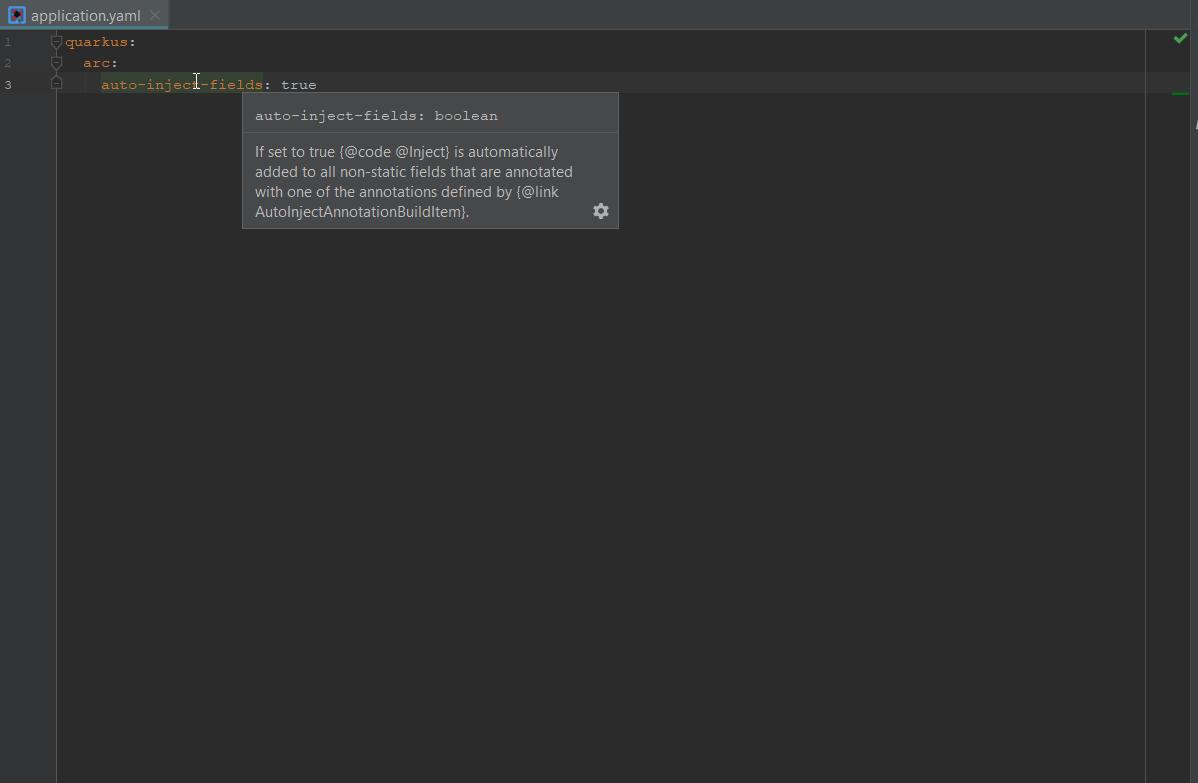 application.yaml
1 quarkus:
2 arc:
3 auto-inject-fields: true
auto-inject-fields: boolean
If set to true {@code @Inject} is automatically
added to all non-static fields that are annotated
with one of the annotations defined by {@link
AutoInjectAnnotationBuildItem}.